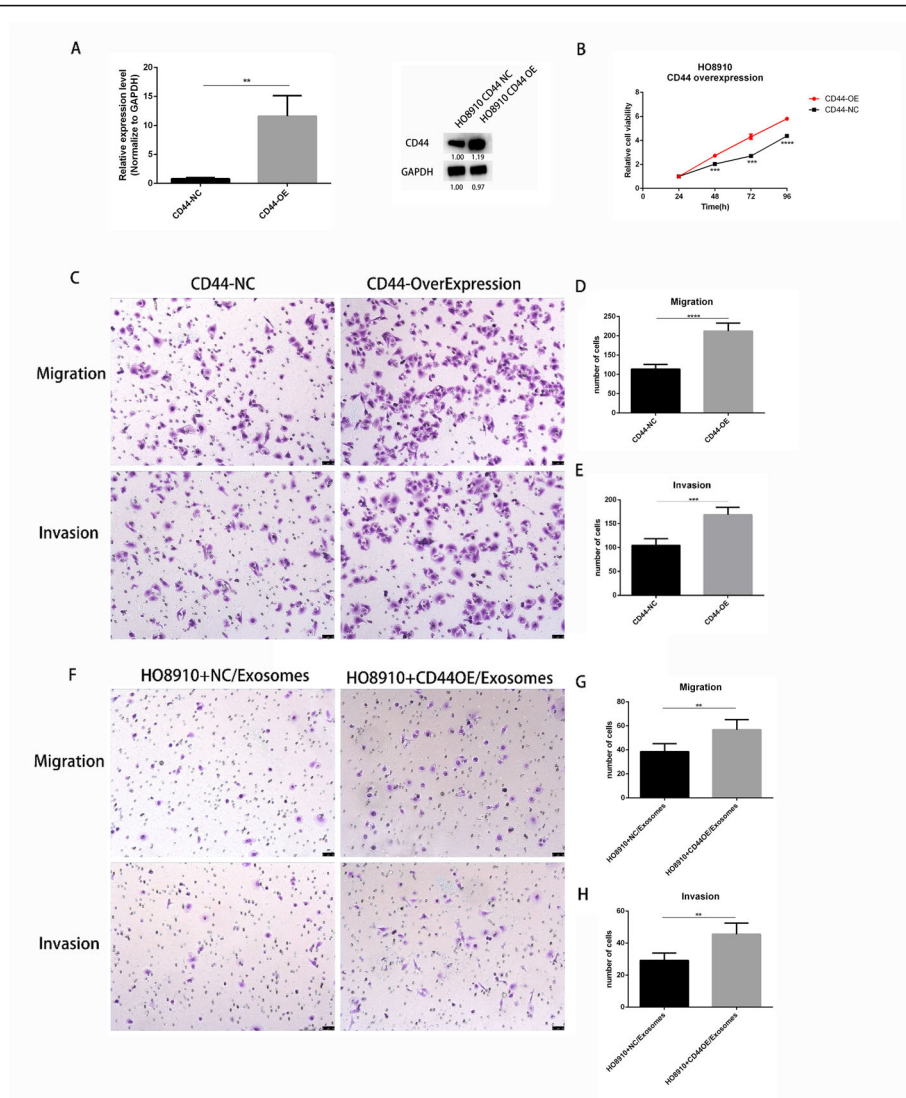 A
Relative expression level
(Normalize to GAPDH)
20
15
10
5
0
**
CD44-NC
CD44-OE
HO8910 CD44 NC
HO8910 CD44 OE
CD44
1.00 1.19
GAPDH
1.00 0.97
B
HO8910
CD44 overexpression
Relative cell viability
8
6
4
2
0
0 24 48 72 96
Time(h)
*** *** ****
CD44-OE
CD44-NC
C
CD44-NC CD44-OverExpression
Migration
Invasion
D
Migration
number of cells
250
200
150
100
50
0
****
CD44-NC
CD44-OE
E
Invasion
number of cells
200
150
100
50
0
***
CD44-NC
CD44-OE
F
HO8910+NC/Exosomes HO8910+CD44OE/Exosomes
Migration
Invasion
G
Migration
number of cells
80
60
40
20
0
**
HO8910+NC/Exosomes
HO8910+CD44OE/Exosomes
H
Invasion
number of cells
60
40
20
0
**
HO8910+NC/Exosomes
HO8910+CD44OE/Exosomes